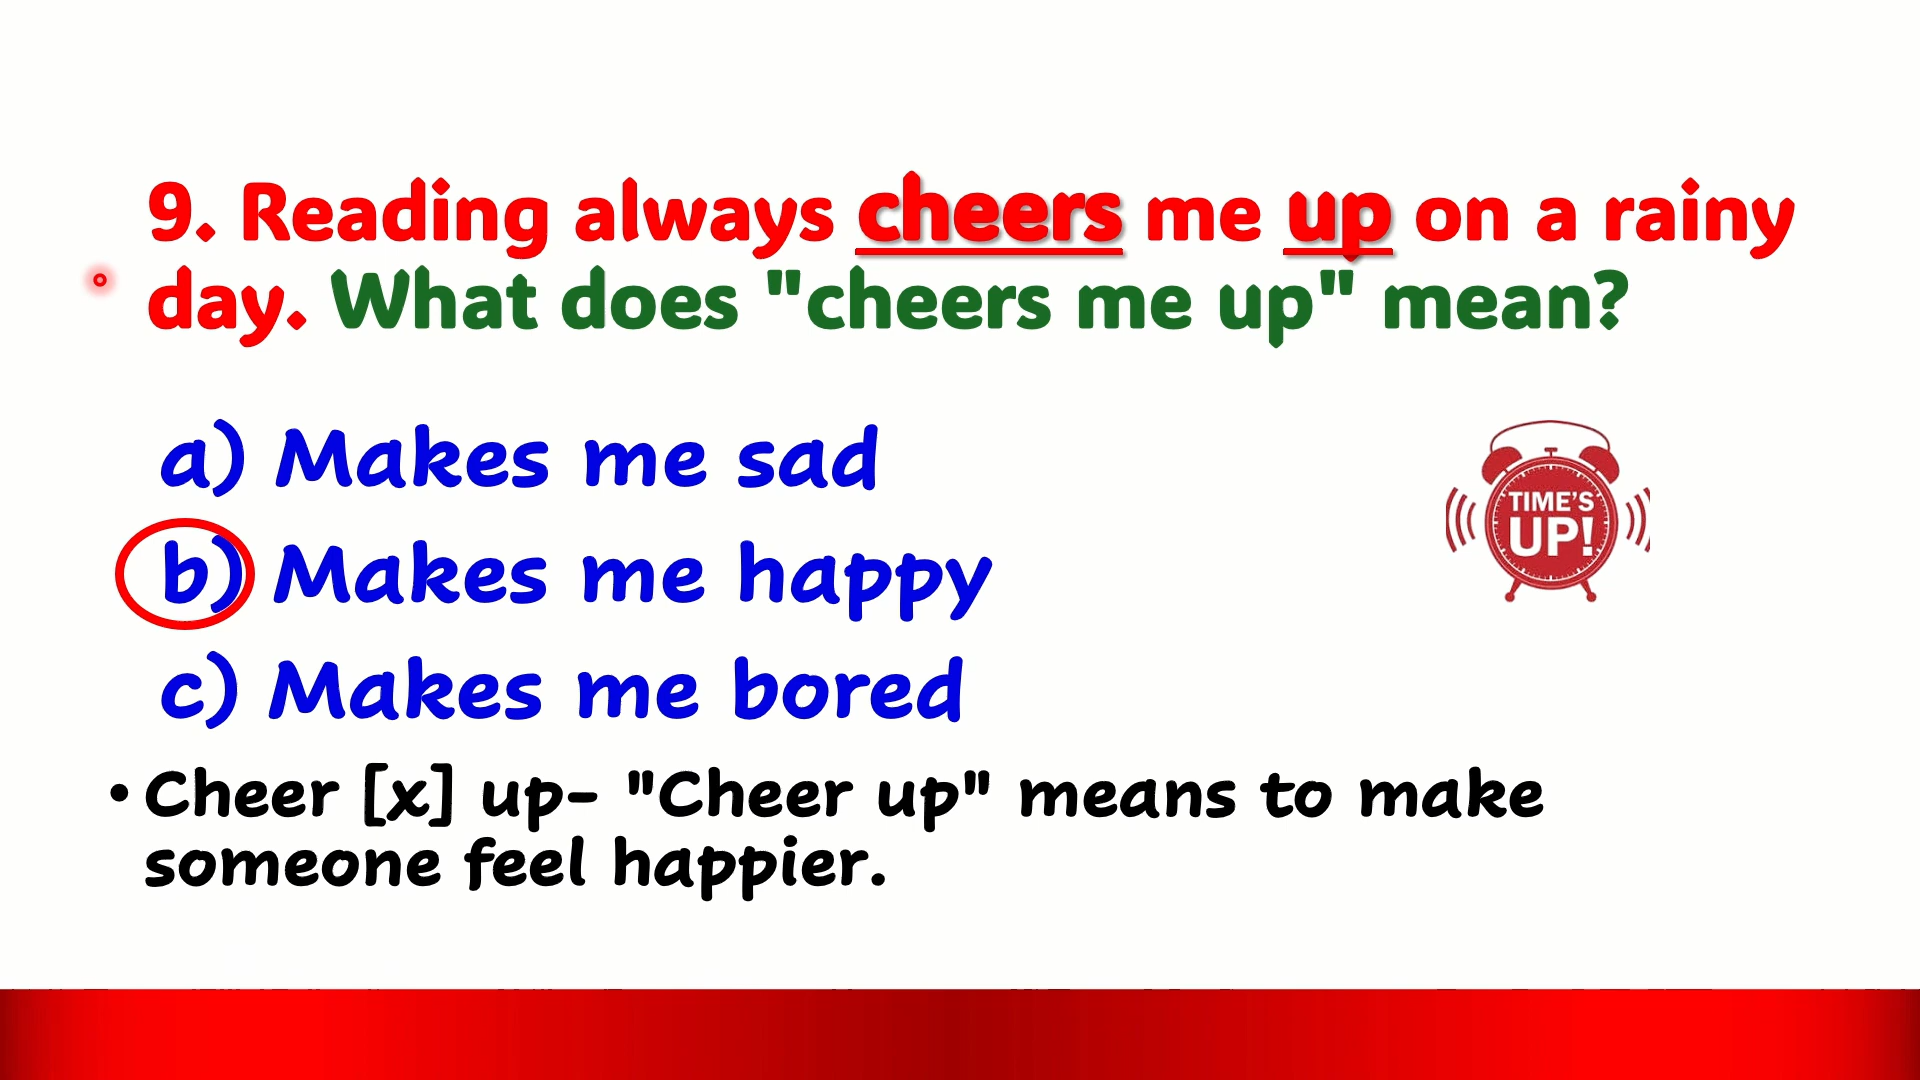 9. Reading always cheers me up on a rainy
day. What does "cheers me up" mean?
a) Makes me sad
b) Makes me happy
c) Makes me bored
TIME'S
UP!
• Cheer [x] up- "Cheer up" means to make
someone feel happier.